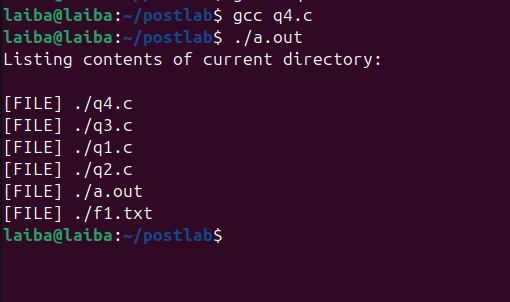 laiba@laiba:~/postlab$ gcc q4.c
laiba@laiba:~/postlab$ ./a.out
Listing contents of current directory:
[FILE] ./q4.c
[FILE] ./q3.c
[FILE] ./q1.c
[FILE] ./q2.c
[FILE] ./a.out
[FILE] ./f1.txt
laiba@laiba:~/postlab$